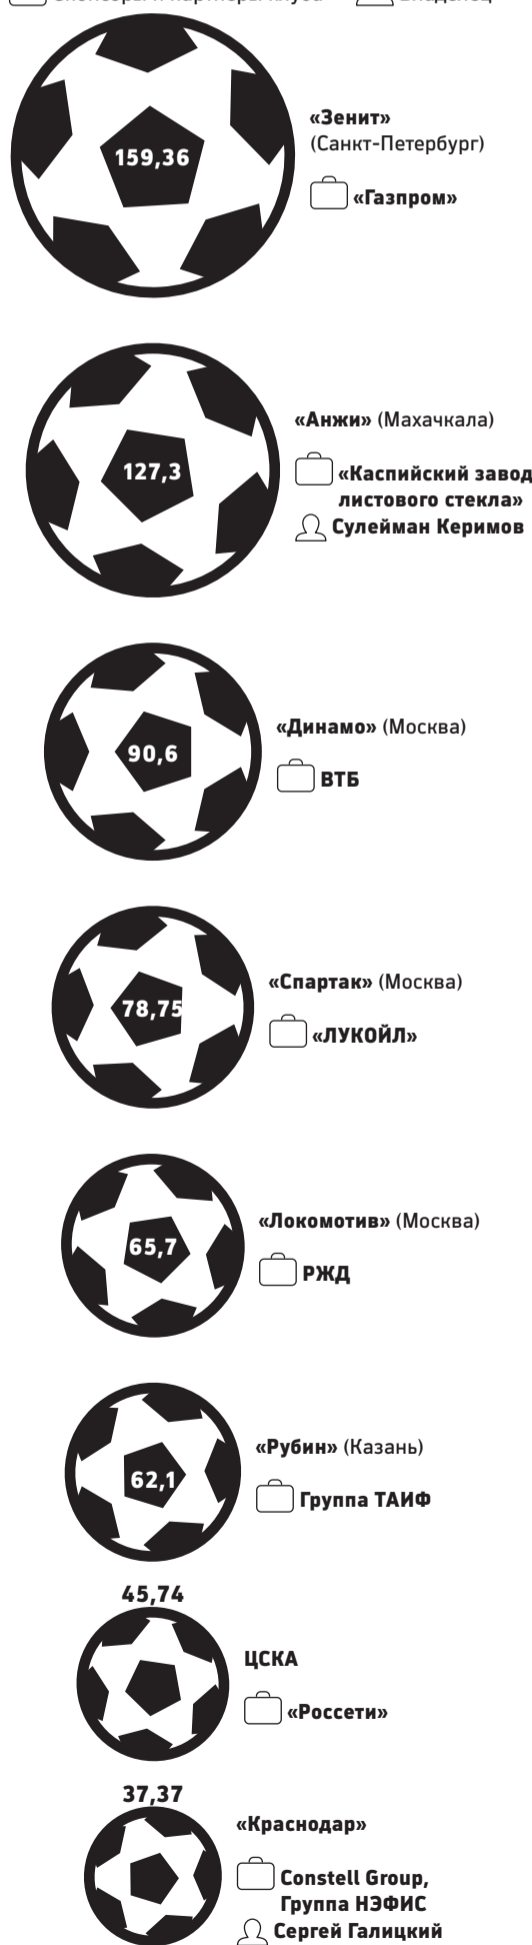 159,36
«Зенит»
(Санкт-Петербург)
«Газпром»
127,3
«Анжи» (Махачкала)
«Каспийский завод
листового стекла»
Сулейман Керимов
90,6
«Динамо» (Москва)
ВТБ
78,75
«Спартак» (Москва)
«ЛУКОЙЛ»
65,7
«Локомотив» (Москва)
РЖД
62,1
«Рубин» (Казань)
Группа ТАИФ
45,74
ЦСКА
«Россети»
37,37
«Краснодар»
Constell Group,
Группа НЭФИС
Сергей Галицкий